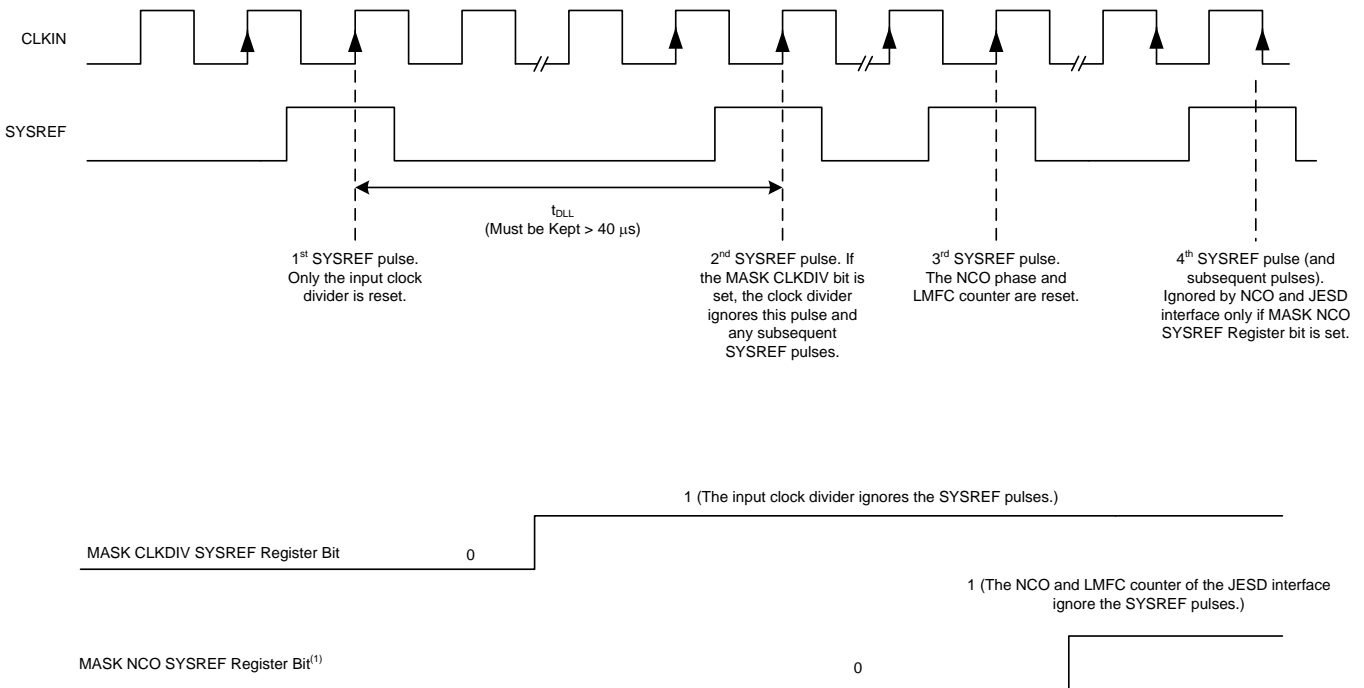 CLKIN
SYSREF
tDLL
(Must be Kept > 40 μs)
1st SYSREF pulse.
Only the input clock
divider is reset.
2nd SYSREF pulse. If
the MASK CLKDIV bit is
set, the clock divider
ignores this pulse and
any subsequent
SYSREF pulses.
3rd SYSREF pulse.
The NCO phase and
LMFC counter are reset.
4th SYSREF pulse (and
subsequent pulses).
Ignored by NCO and JESD
interface only if MASK NCO
SYSREF Register bit is set.
1 (The input clock divider ignores the SYSREF pulses.)
MASK CLKDIV SYSREF Register Bit 0
1 (The NCO and LMFC counter of the JESD interface
ignore the SYSREF pulses.)
MASK NCO SYSREF Register Bit(1) 0